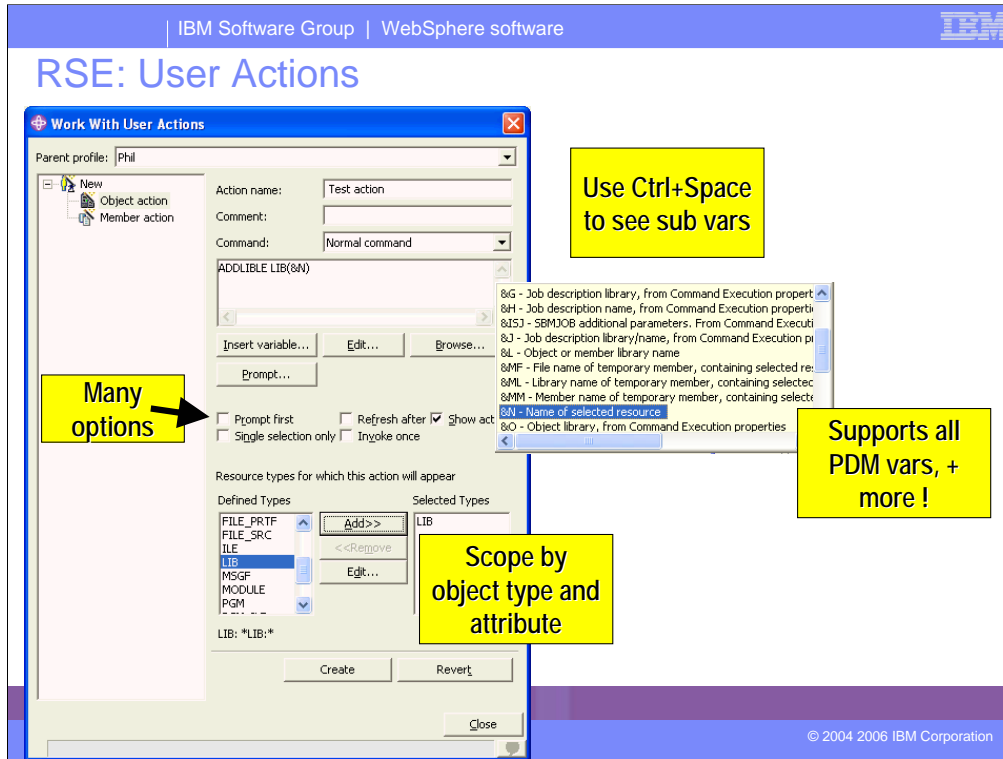 IBM Software Group | WebSphere software
IBM
RSE: User Actions
Work With User Actions
Parent profile: Phil
New
Object action
Member action
Action name: Test action
Comment:
Command: Normal command
ADDLIBLE LIB(&N)
Insert variable... Edit... Browse...
Prompt...
Prompt first Refresh after Show act
Single selection only Invoke once
Resource types for which this action will appear
Defined Types Selected Types
FILE_PRTF
FILE_SRC
ILE
LIB
MSGF
MODULE
PGM
Add>>
<<Remove
Edit...
LIB
LIB: *LIB:*
Create Revert
Close
Use Ctrl+Space
to see sub vars
&G - Job description library, from Command Execution propert
&H - Job description name, from Command Execution properti
&ISJ - SBMJOB additional parameters. From Command Executi
&J - Job description library/name, from Command Execution p
&L - Object or member library name
&MF - File name of temporary member, containing selected re
&ML - Library name of temporary member, containing selectec
&MM - Member name of temporary member, containing selecte
&N - Name of selected resource
&O - Object library, from Command Execution properties
Many
options
Supports all
PDM vars, +
more !
Scope by
object type and
attribute
© 2004 2006 IBM Corporation